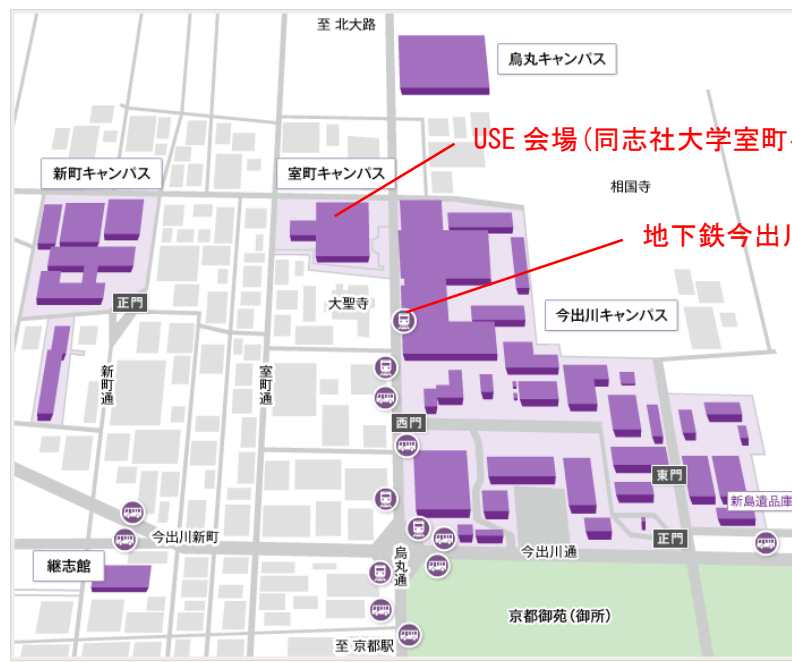 至 北大路
烏丸キャンパス
USE 会場(同志社大学室町
新町キャンパス
室町キャンパス
相国寺
地下鉄今出川
正門
大聖寺
今出川キャンパス
新町通
室町通
西門
東門
新島遺品庫
今出川新町
正門
今出川通
烏丸通
継志館
京都御苑(御所)
至 京都駅